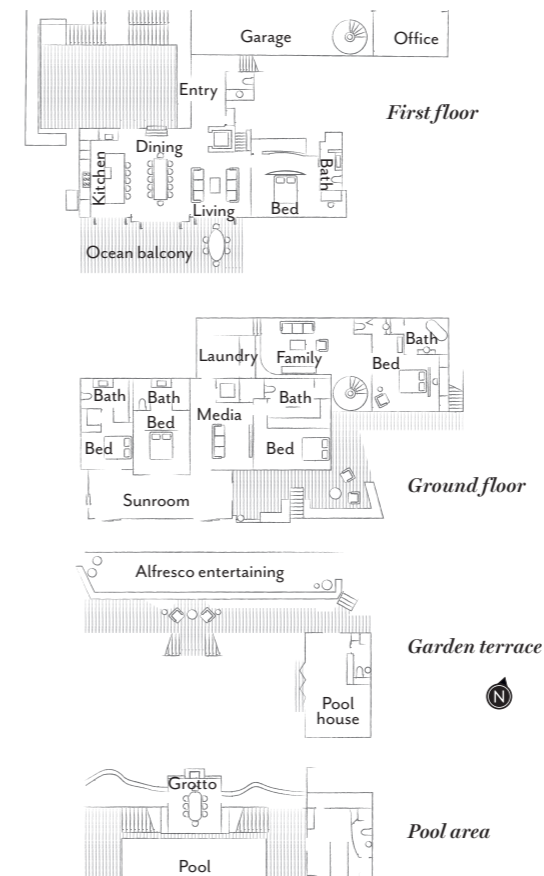 Garage
Office
Entry
First floor
Dining
Kitchen
Bath
Living
Bed
Ocean balcony
Laundry
Family
Bath
Bed
Bath
Bath
Bath
Media
Bed
Bed
Bed
Ground floor
Sunroom
Alfresco entertaining
Garden terrace
N
Pool
house
Grotto
Pool area
Pool